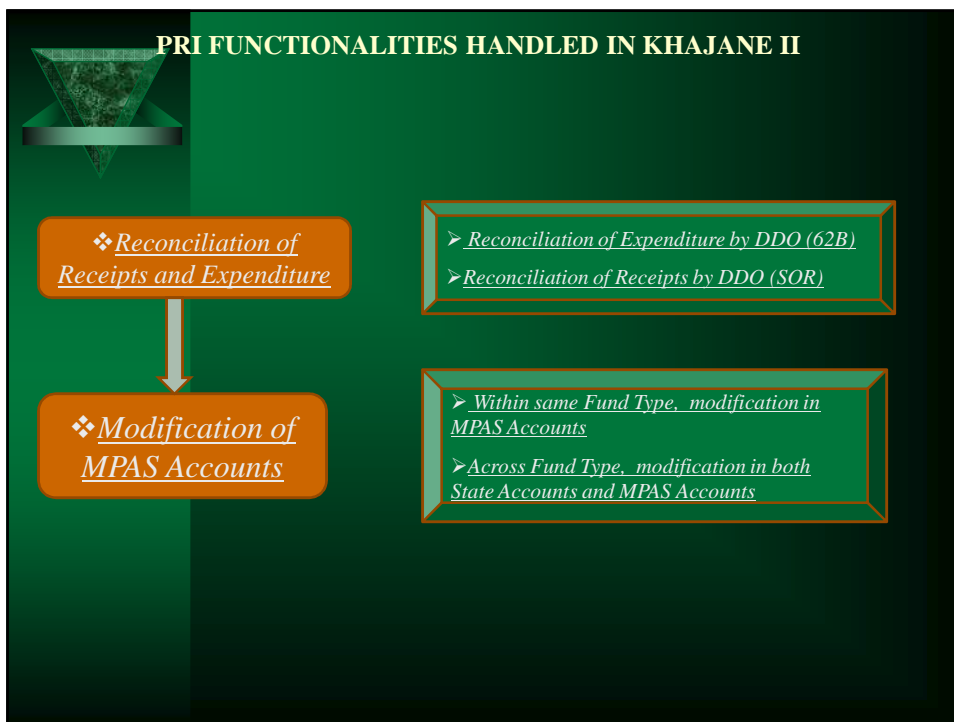 PRI FUNCTIONALITIES HANDLED IN KHAJANE II
❖Reconciliation of
Receipts and Expenditure
➢ Reconciliation of Expenditure by DDO (62B)
➢Reconciliation of Receipts by DDO (SOR)
❖Modification of
MPAS Accounts
➢ Within same Fund Type, modification in
MPAS Accounts
➢Across Fund Type, modification in both
State Accounts and MPAS Accounts